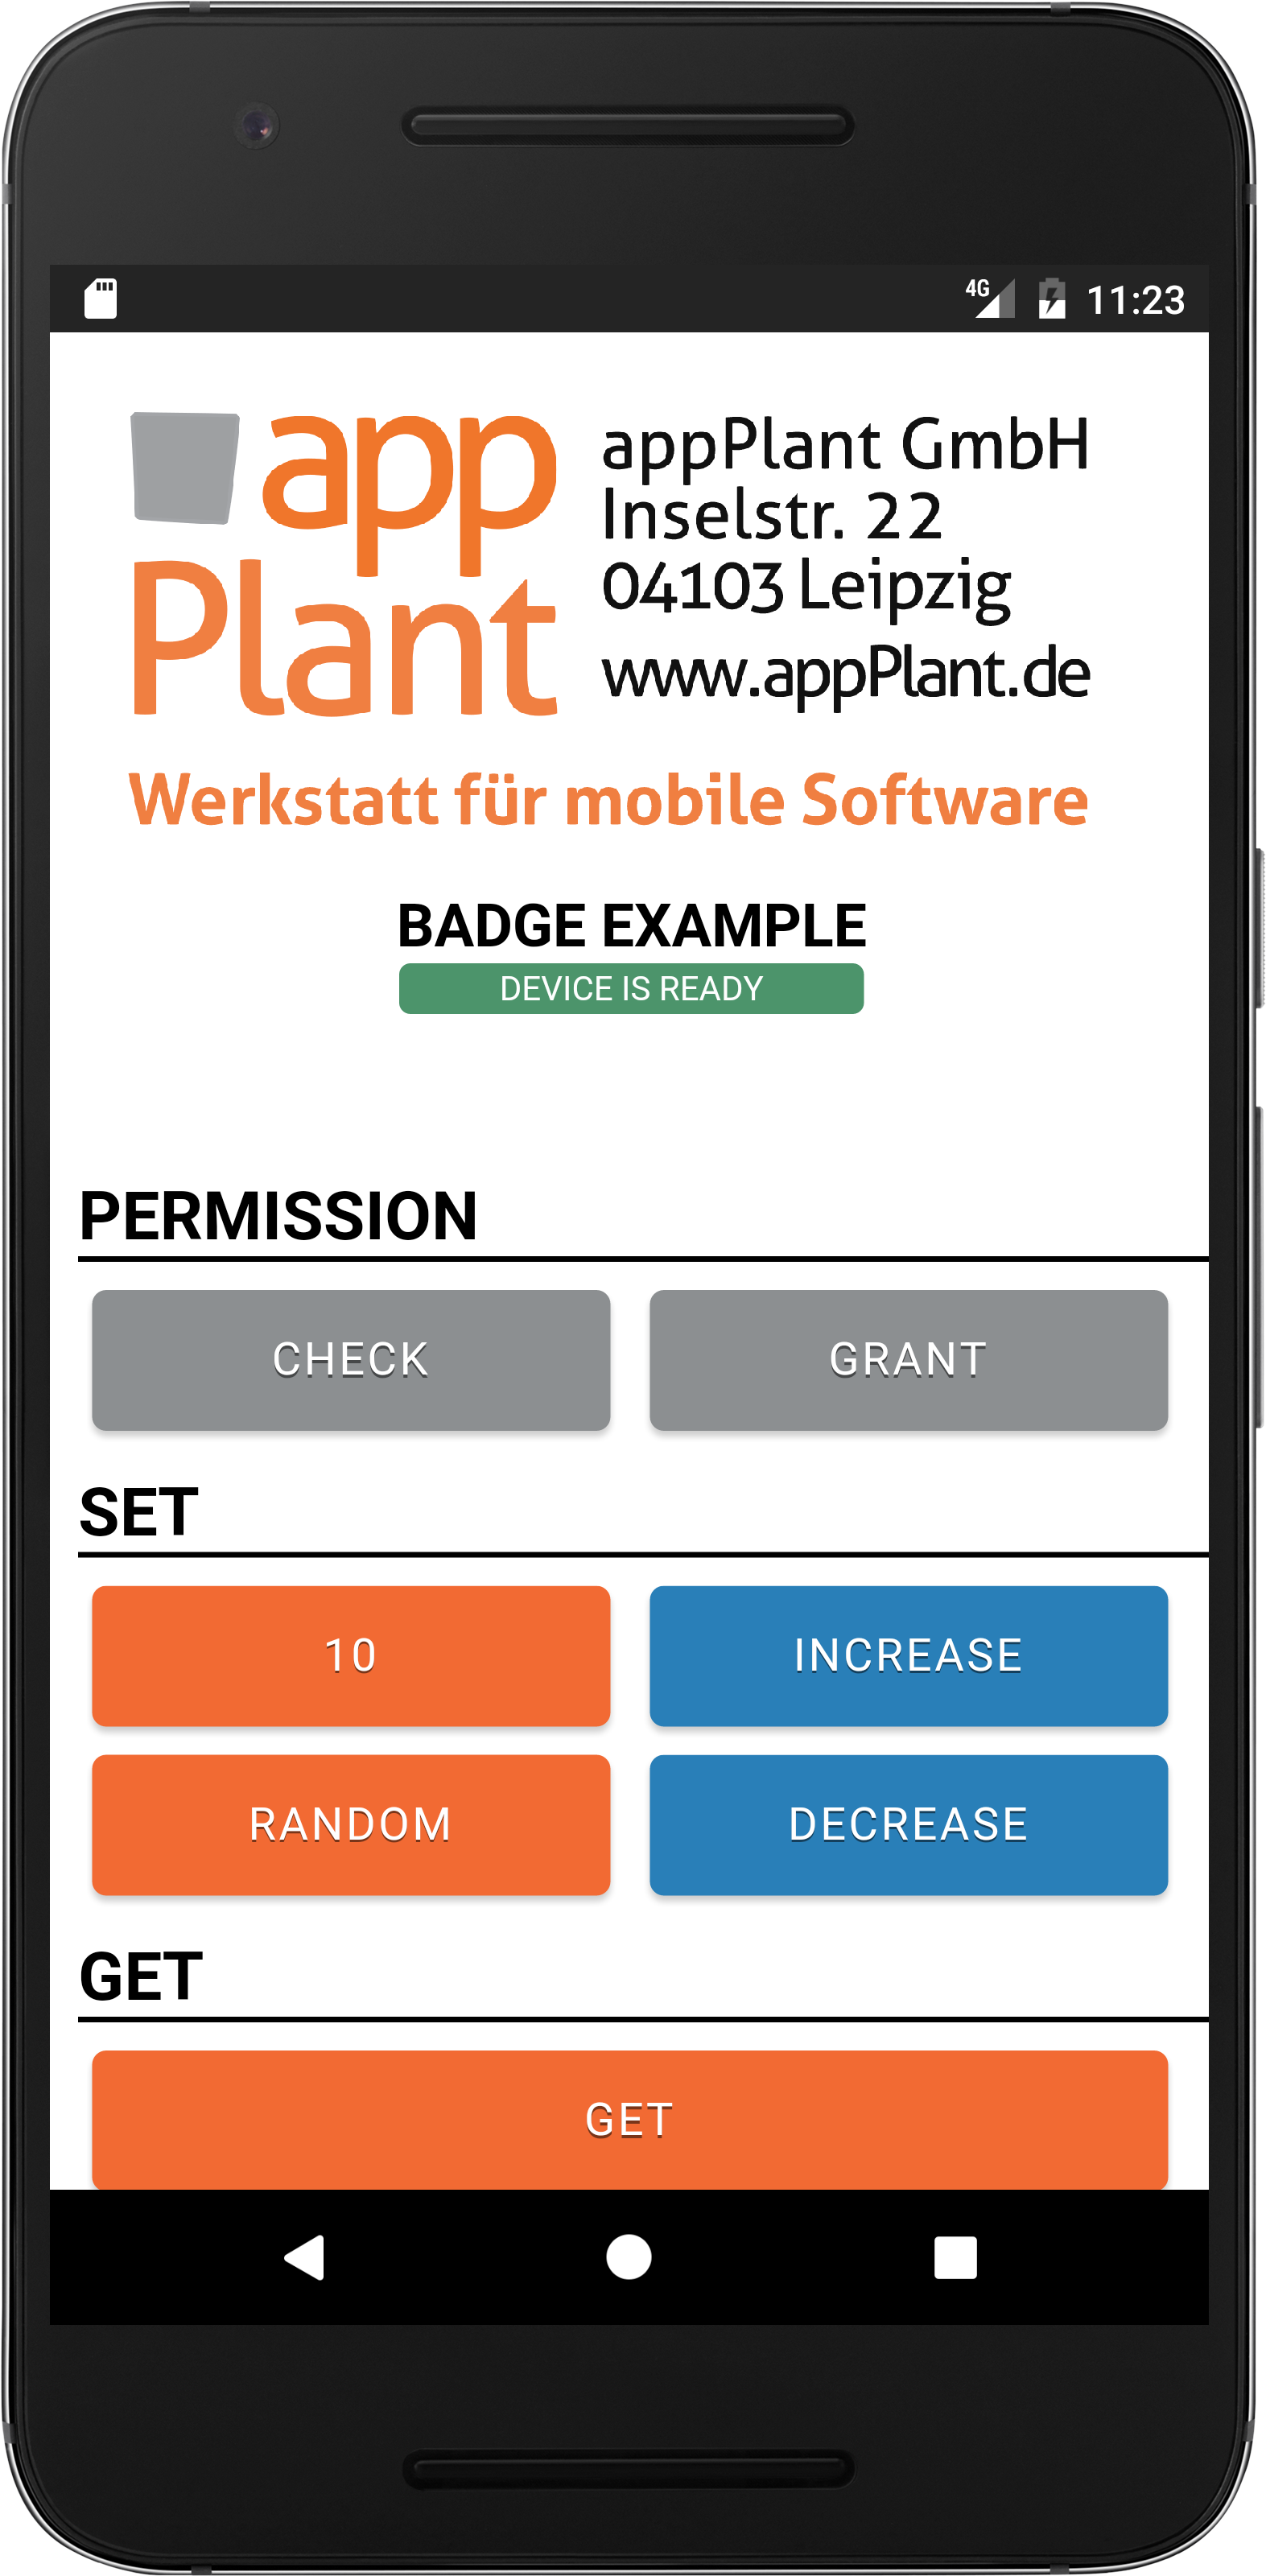 4G 11:23
app
Plant
appPlant GmbH
Inselstr. 22
04103 Leipzig
www.appPlant.de
Werkstatt für mobile Software
BADGE EXAMPLE
DEVICE IS READY
PERMISSION
CHECK GRANT
SET
10 INCREASE
RANDOM DECREASE
GET
GET